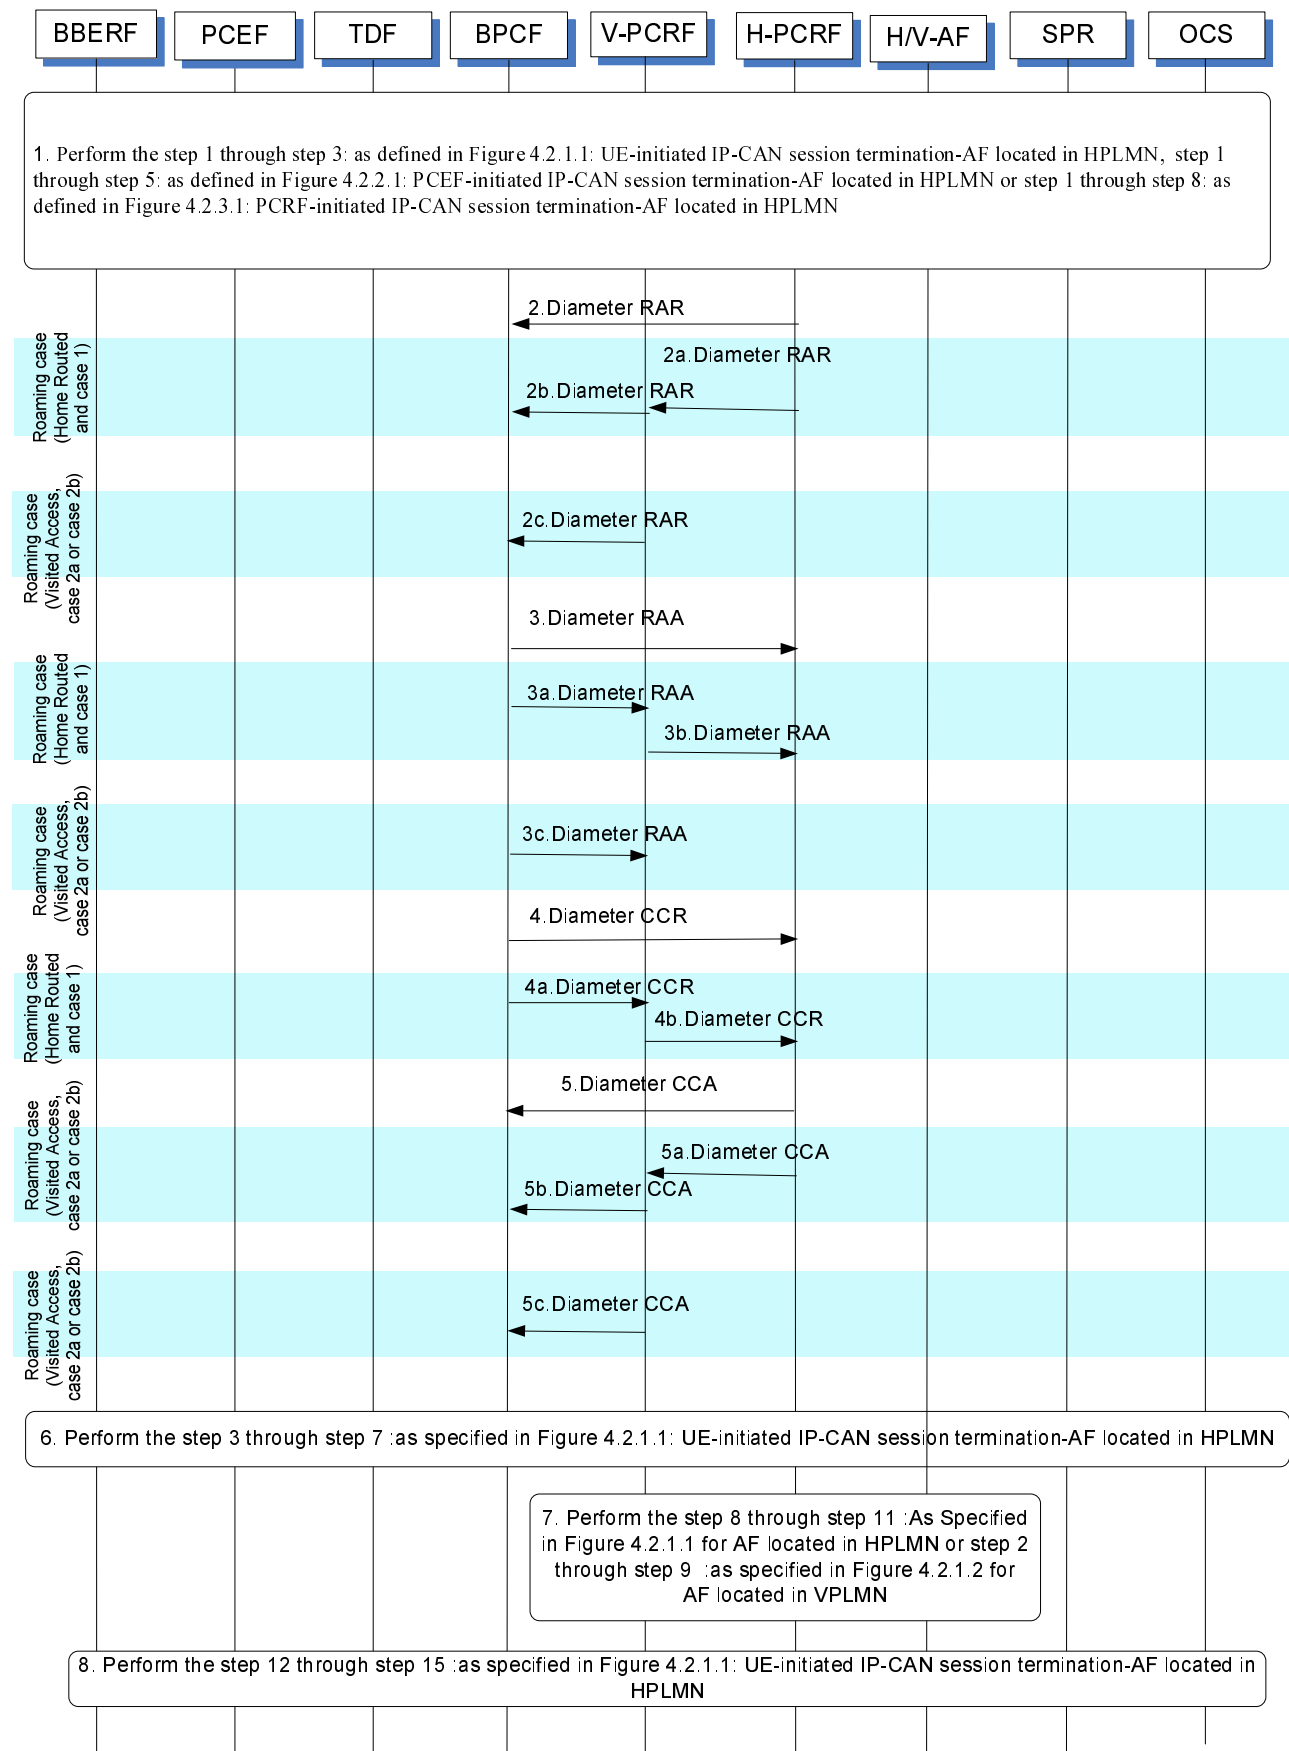 BBERF
PCEF
TDF
BPCF
V-PCRF
H-PCRF
H/V-AF
SPR
OCS
1. Perform the step 1 through step 3: as defined in Figure 4.2.1.1: UE-initiated IP-CAN session termination-AF located in HPLMN, step 1
through step 5: as defined in Figure 4.2.2.1: PCEF-initiated IP-CAN session termination-AF located in HPLMN or step 1 through step 8: as
defined in Figure 4.2.3.1: PCRF-initiated IP-CAN session termination-AF located in HPLMN
2.Diameter RAR
Roaming case
(Home Routed
and case 1)
2a.Diameter RAR
2b.Diameter RAR
Roaming case
(Visited Access,
case 2a or case 2b)
2c.Diameter RAR
3.Diameter RAA
Roaming case
(Home Routed
and case 1)
3a.Diameter RAA
3b.Diameter RAA
Roaming case
(Visited Access,
case 2a or case 2b)
3c.Diameter RAA
4.Diameter CCR
Roaming case
(Home Routed
and case 1)
4a.Diameter CCR
4b.Diameter CCR
5.Diameter CCA
Roaming case
(Visited Access,
case 2a or case 2b)
5a.Diameter CCA
5b.Diameter CCA
Roaming case
(Visited Access,
case 2a or case 2b)
5c.Diameter CCA
6. Perform the step 3 through step 7 :as specified in Figure 4.2.1.1: UE-initiated IP-CAN session termination-AF located in HPLMN
7. Perform the step 8 through step 11 :As Specified
in Figure 4.2.1.1 for AF located in HPLMN or step 2
through step 9 :as specified in Figure 4.2.1.2 for
AF located in VPLMN
8. Perform the step 12 through step 15 :as specified in Figure 4.2.1.1: UE-initiated IP-CAN session termination-AF located in
HPLMN